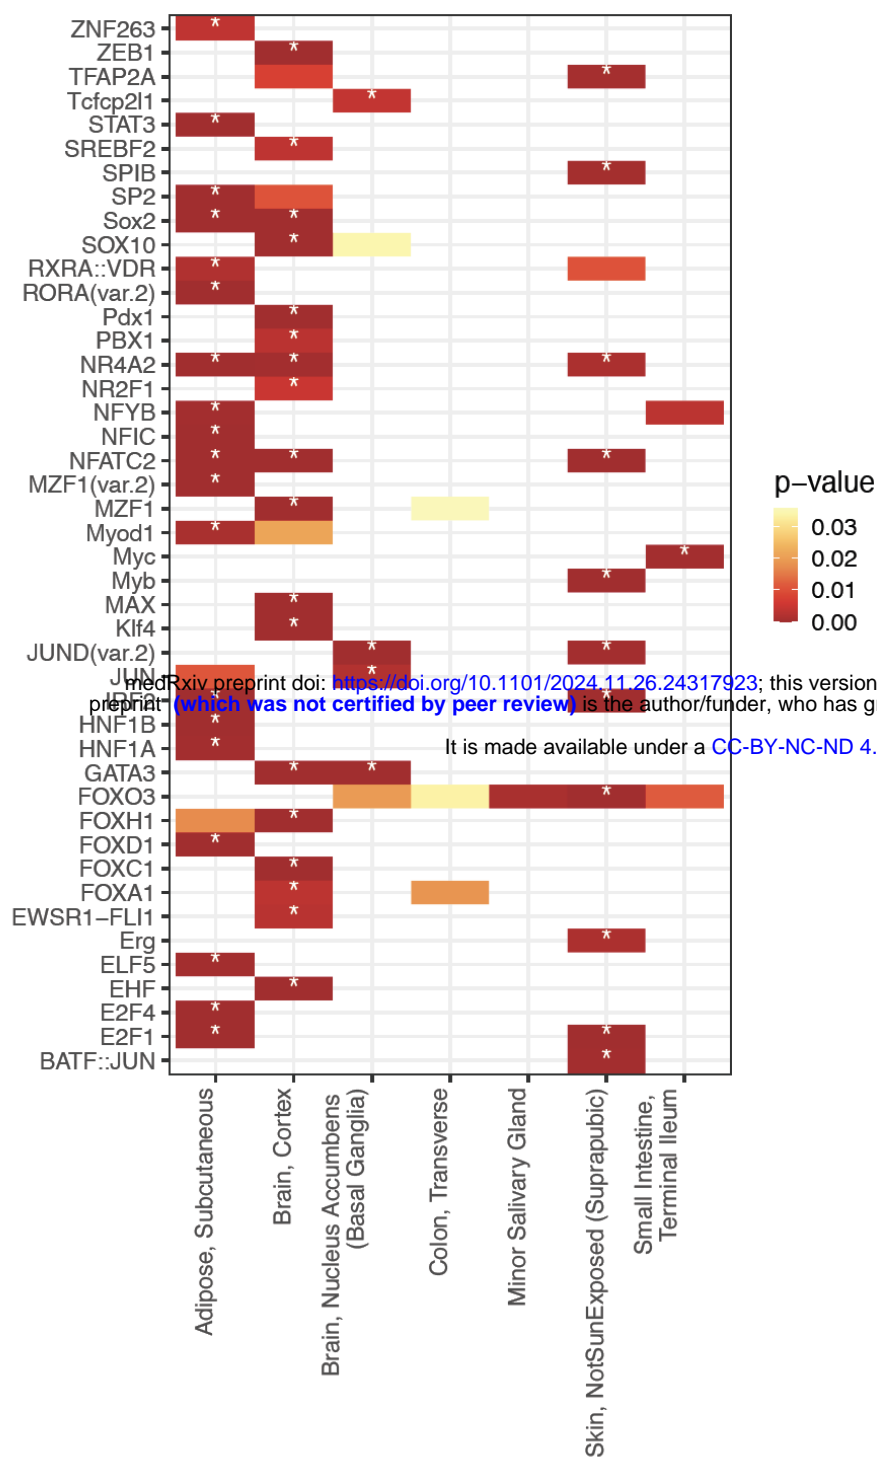 ZNF263
ZEB1
TFAP2A
Tcfcp2l1
STAT3
SREBF2
SPIB
SP2
Sox2
SOX10
RXRA::VDR
RORA(var.2)
Pdx1
PBX1
NR4A2
NR2F1
NFYB
NFIC
NFATC2
MZF1(var.2)
MZF1
Myod1
Myc
Myb
MAX
Klf4
JUND(var.2)
JUN
medRxiv preprint doi: https://doi.org/10.1101/2024.11.26.24317923; this version
preprint (which was not certified by peer review) is the author/funder, who has g
HNF1B
HNF1A
It is made available under a CC-BY-NC-ND 4.
GATA3
FOXO3
FOXH1
FOXD1
FOXC1
FOXA1
EWSR1−FLI1
Erg
ELF5
EHF
E2F4
E2F1
BATF::JUN
p−value
0.03
0.02
0.01
0.00
Adipose, Subcutaneous
Brain, Cortex
Brain, Nucleus Accumbens
(Basal Ganglia)
Colon, Transverse
Minor Salivary Gland
Skin, NotSunExposed (Suprapubic)
Small Intestine,
Terminal Ileum